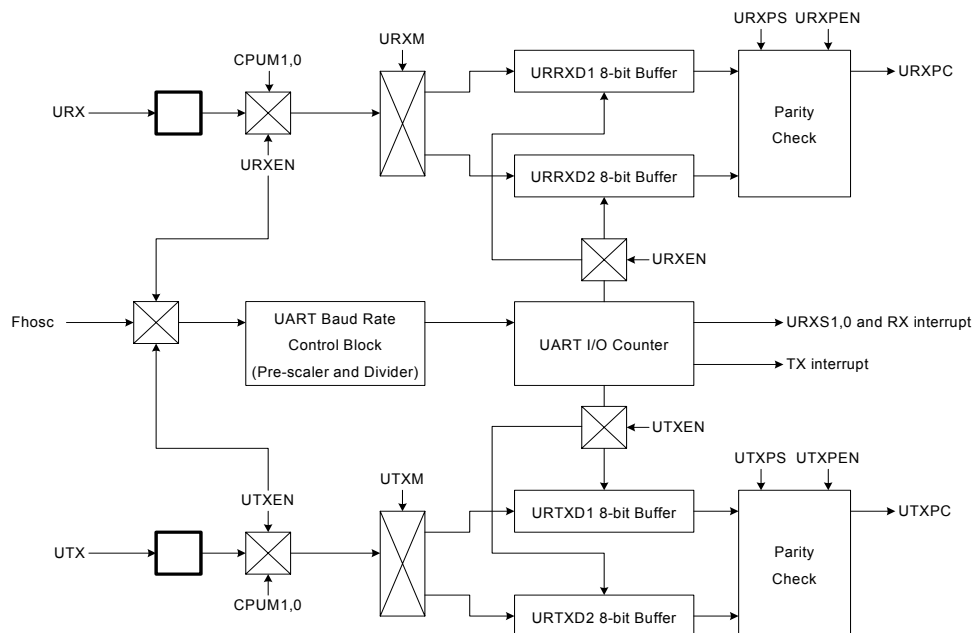 URXPS URXPEN
URXM
CPUM1,0
URRXD1 8-bit Buffer
URXPC
URX
Parity
Check
URXEN
URRXD2 8-bit Buffer
URXEN
Fhosc
UART Baud Rate
Control Block
(Pre-scaler and Divider)
UART I/O Counter
URXS1,0 and RX interrupt
TX interrupt
UTXEN
UTXPS UTXPEN
UTXM
UTXEN
URTXD1 8-bit Buffer
UTXPC
UTX
Parity
Check
CPUM1,0
URTXD2 8-bit Buffer